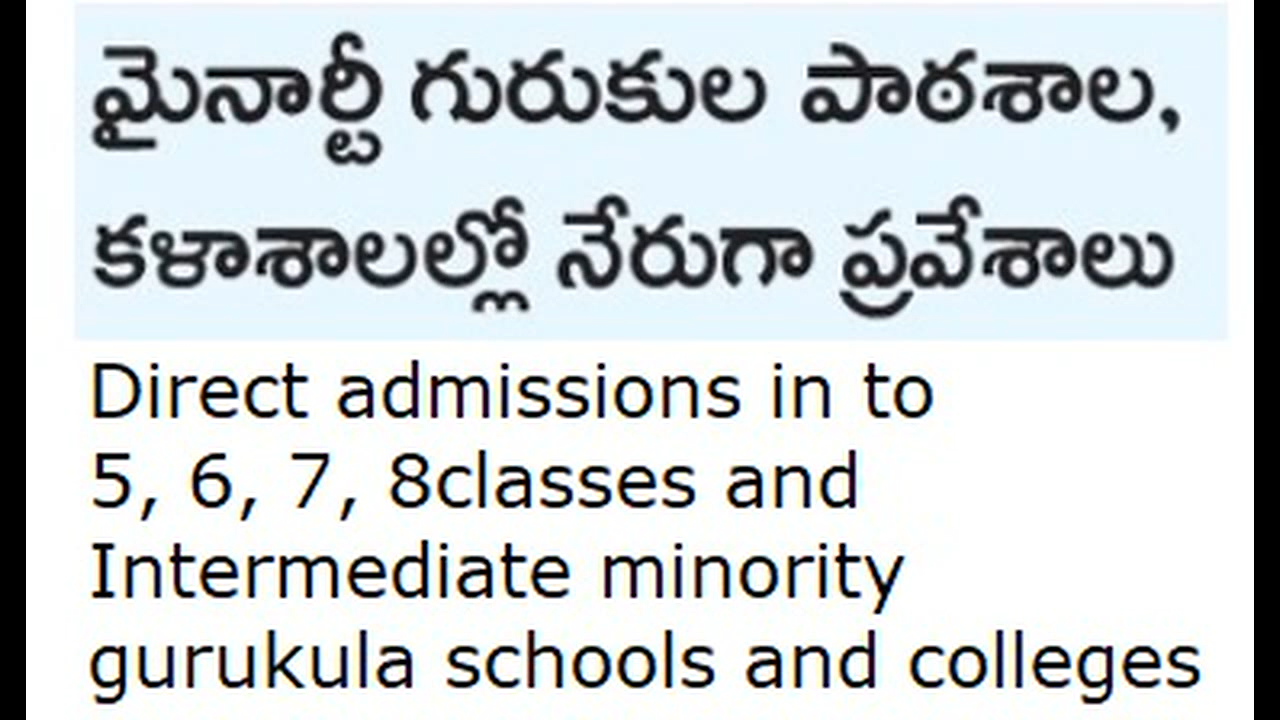 మైనార్టీ గురుకుల పాఠశాల,
కళాశాలల్లో నేరుగా ప్రవేశాలు
Direct admissions in to
5, 6, 7, 8classes and
Intermediate minority
gurukula schools and colleges